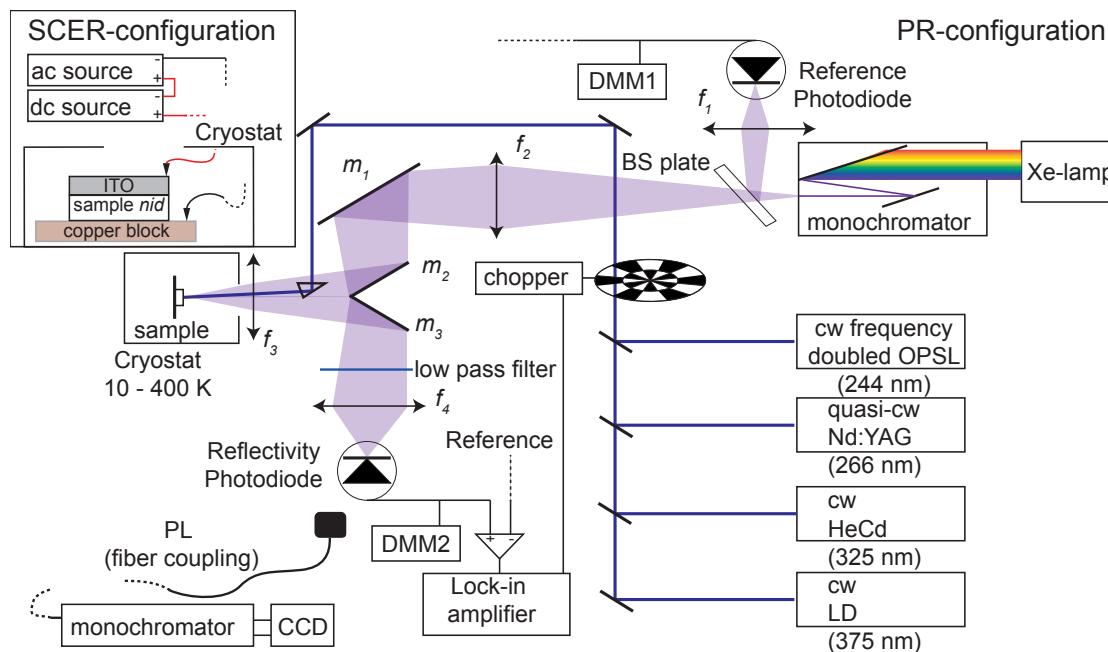 SCER-configuration
PR-configuration
ac source
-
+
dc source
-
+
Cryostat
ITO
sample nid
copper block
DMM1
Reference
Photodiode
f1
f2
BS plate
m1
Xe-lamp
monochromator
m2
m3
chopper
sample
f3
Cryostat
10 - 400 K
low pass filter
f4
cw frequency
doubled OPSL
(244 nm)
quasi-cw
Nd:YAG
(266 nm)
Reflectivity
Photodiode
Reference
cw
HeCd
(325 nm)
PL
(fiber coupling)
DMM2
+ -
Lock-in
amplifier
cw
LD
(375 nm)
monochromator
CCD